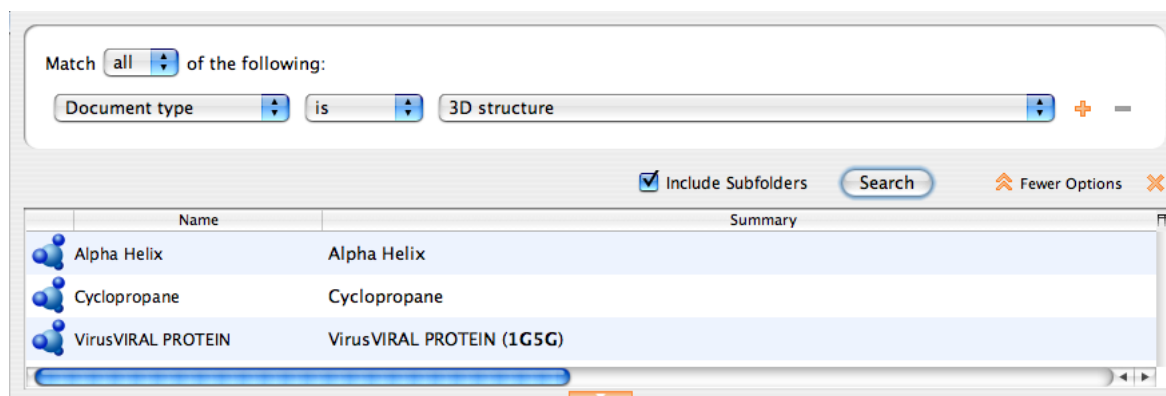 Match all of the following:
Document type is 3D structure
Include Subfolders Search Fewer Options
Name Summary
Alpha Helix Alpha Helix
Cyclopropane Cyclopropane
VirusVIRAL PROTEIN VirusVIRAL PROTEIN (1G5G)